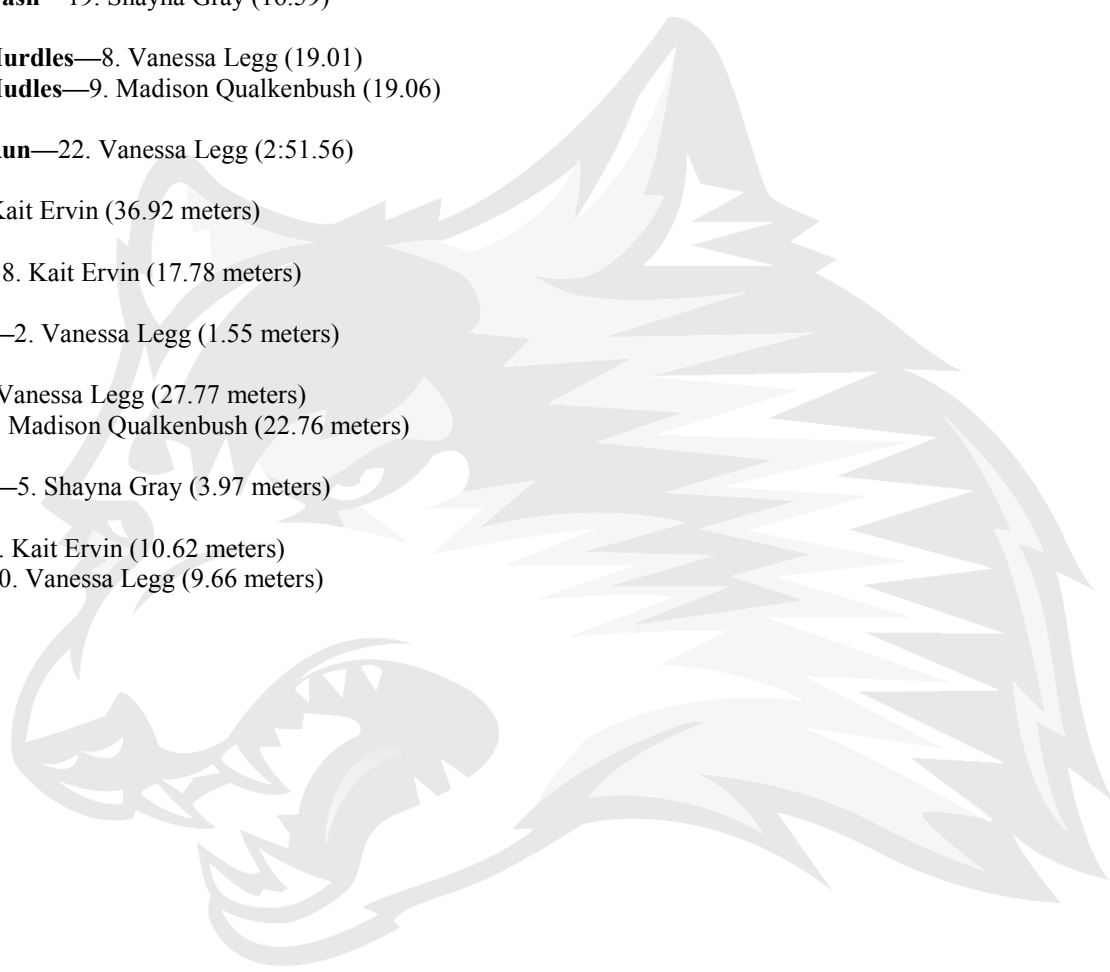 19. Shayna Gray
Hurdles—8. Vanessa Legg (19.01)
Hudles—9. Madison Qualkenbush (19.06)
Run—22. Vanessa Legg (2:51.56)
Kait Ervin (36.92 meters)
8. Kait Ervin (17.78 meters)
—2. Vanessa Legg (1.55 meters)
Vanessa Legg (27.77 meters)
. Madison Qualkenbush (22.76 meters)
—5. Shayna Gray (3.97 meters)
. Kait Ervin (10.62 meters)
0. Vanessa Legg (9.66 meters)